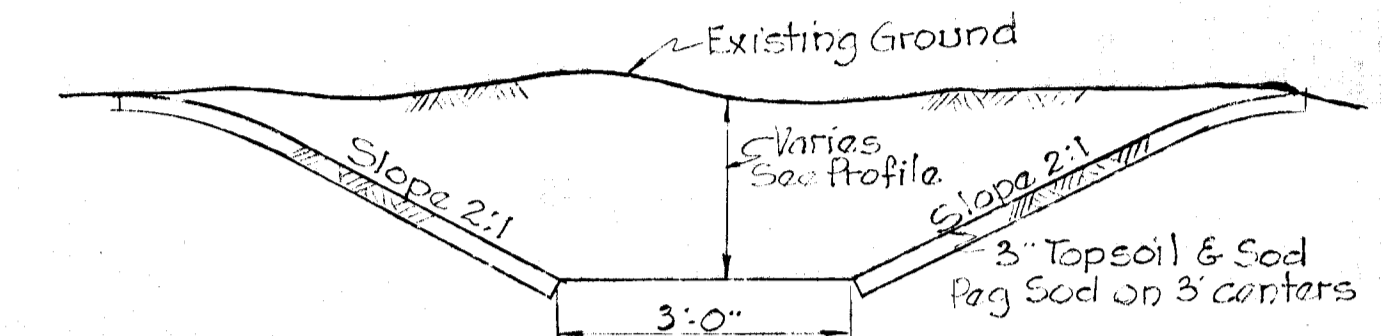 Existing Ground
Varies
See Profile
Slope 2:1
Slope 2:1
3" Topsoil & Sod
Peg Sod on 3' centers
3'-0"